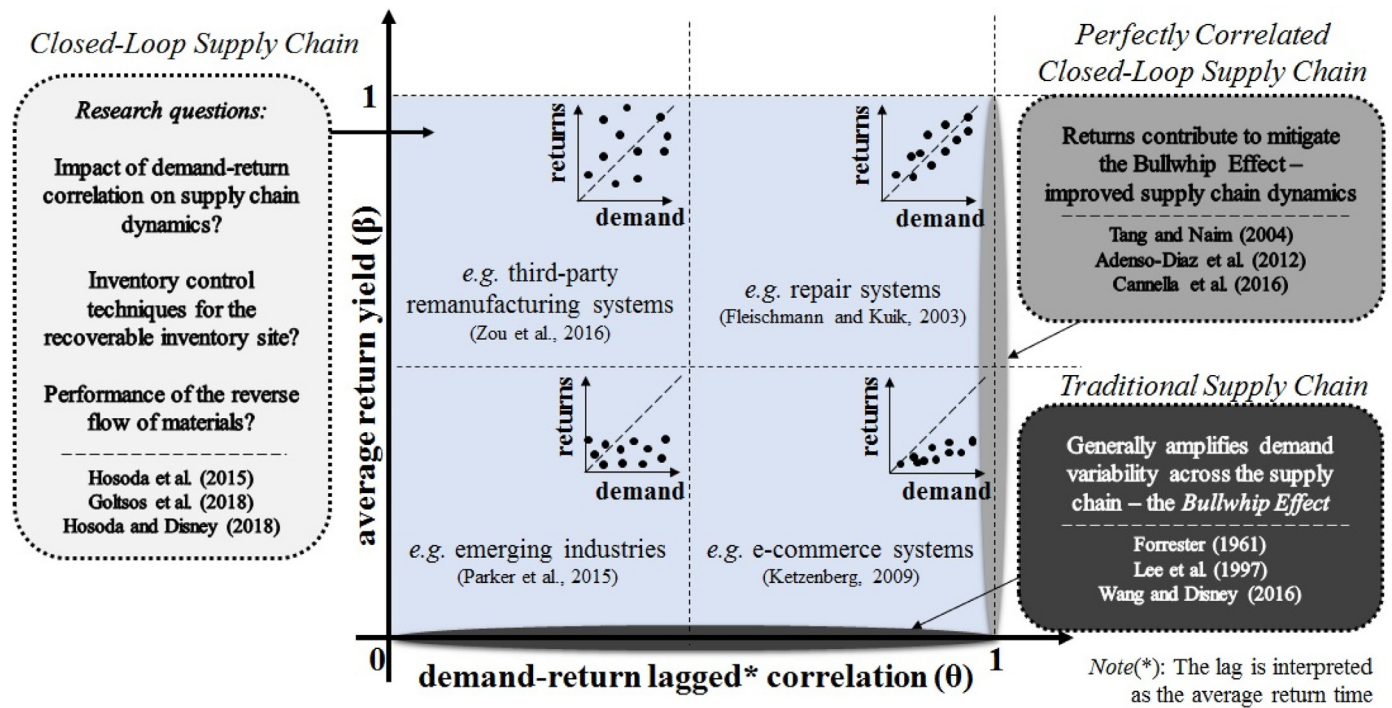 Closed-Loop Supply Chain
Research questions:
Impact of demand-return
correlation on supply chain
dynamics?
Inventory control
techniques for the
recoverable inventory site?
Performance of the reverse
flow of materials?
Hosoda et al. (2015)
Goltsos et al. (2018)
Hosoda and Disney (2018)
average return yield (β)
1
0
returns
demand
e.g. third-party
remanufacturing systems
(Zou et al., 2016)
returns
demand
e.g. repair systems
(Fleischmann and Kuik, 2003)
returns
demand
e.g. emerging industries
(Parker et al., 2015)
returns
demand
e.g. e-commerce systems
(Ketzenberg, 2009)
demand-return lagged* correlation (θ)
1
Perfectly Correlated
Closed-Loop Supply Chain
Returns contribute to mitigate
the Bullwhip Effect –
improved supply chain dynamics
Tang and Naim (2004)
Adenso-Diaz et al. (2012)
Cannella et al. (2016)
Traditional Supply Chain
Generally amplifies demand
variability across the supply
chain – the Bullwhip Effect
Forrester (1961)
Lee et al. (1997)
Wang and Disney (2016)
Note(*): The lag is interpreted
as the average return time